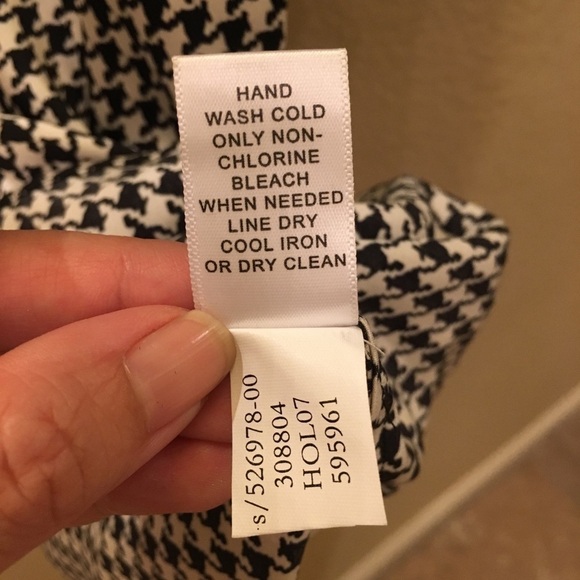 HAND
WASH COLD
ONLY NON-
CHLORINE
BLEACH
WHEN NEEDED
LINE DRY
COOL IRON
OR DRY CLEAN
s/526978-00
308804
HOL07
595961